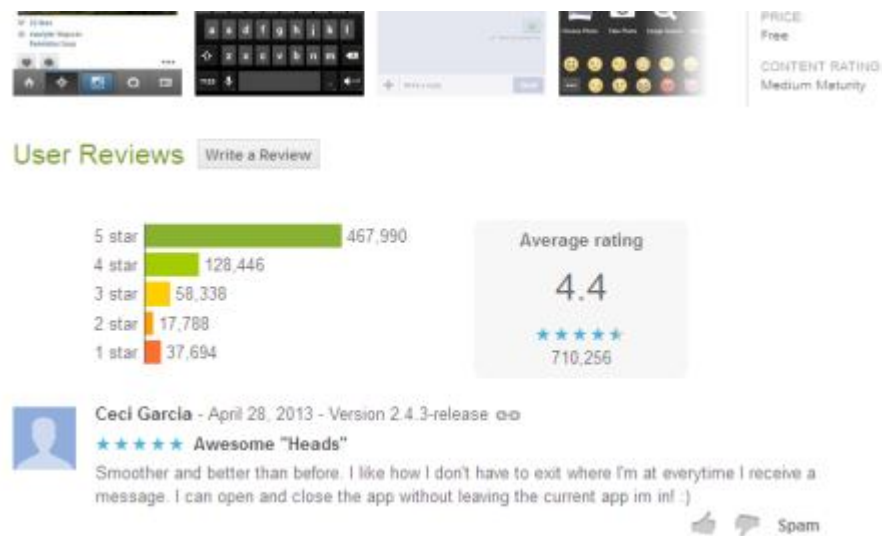 PRICE:
Free
CONTENT RATING:
Medium Maturity
a s d f g h j k l
z x c v b n m
User Reviews Write a Review
5 star 467,990
4 star 128,446
3 star 58,338
2 star 17,788
1 star 37,694
Average rating
4.4
710,256
Ceci Garcia - April 28, 2013 - Version 2.4.3-release
Awesome "Heads"
Smoother and better than before. I like how I don't have to exit where I'm at everytime I receive a
message. I can open and close the app without leaving the current app im in! :)
Spam